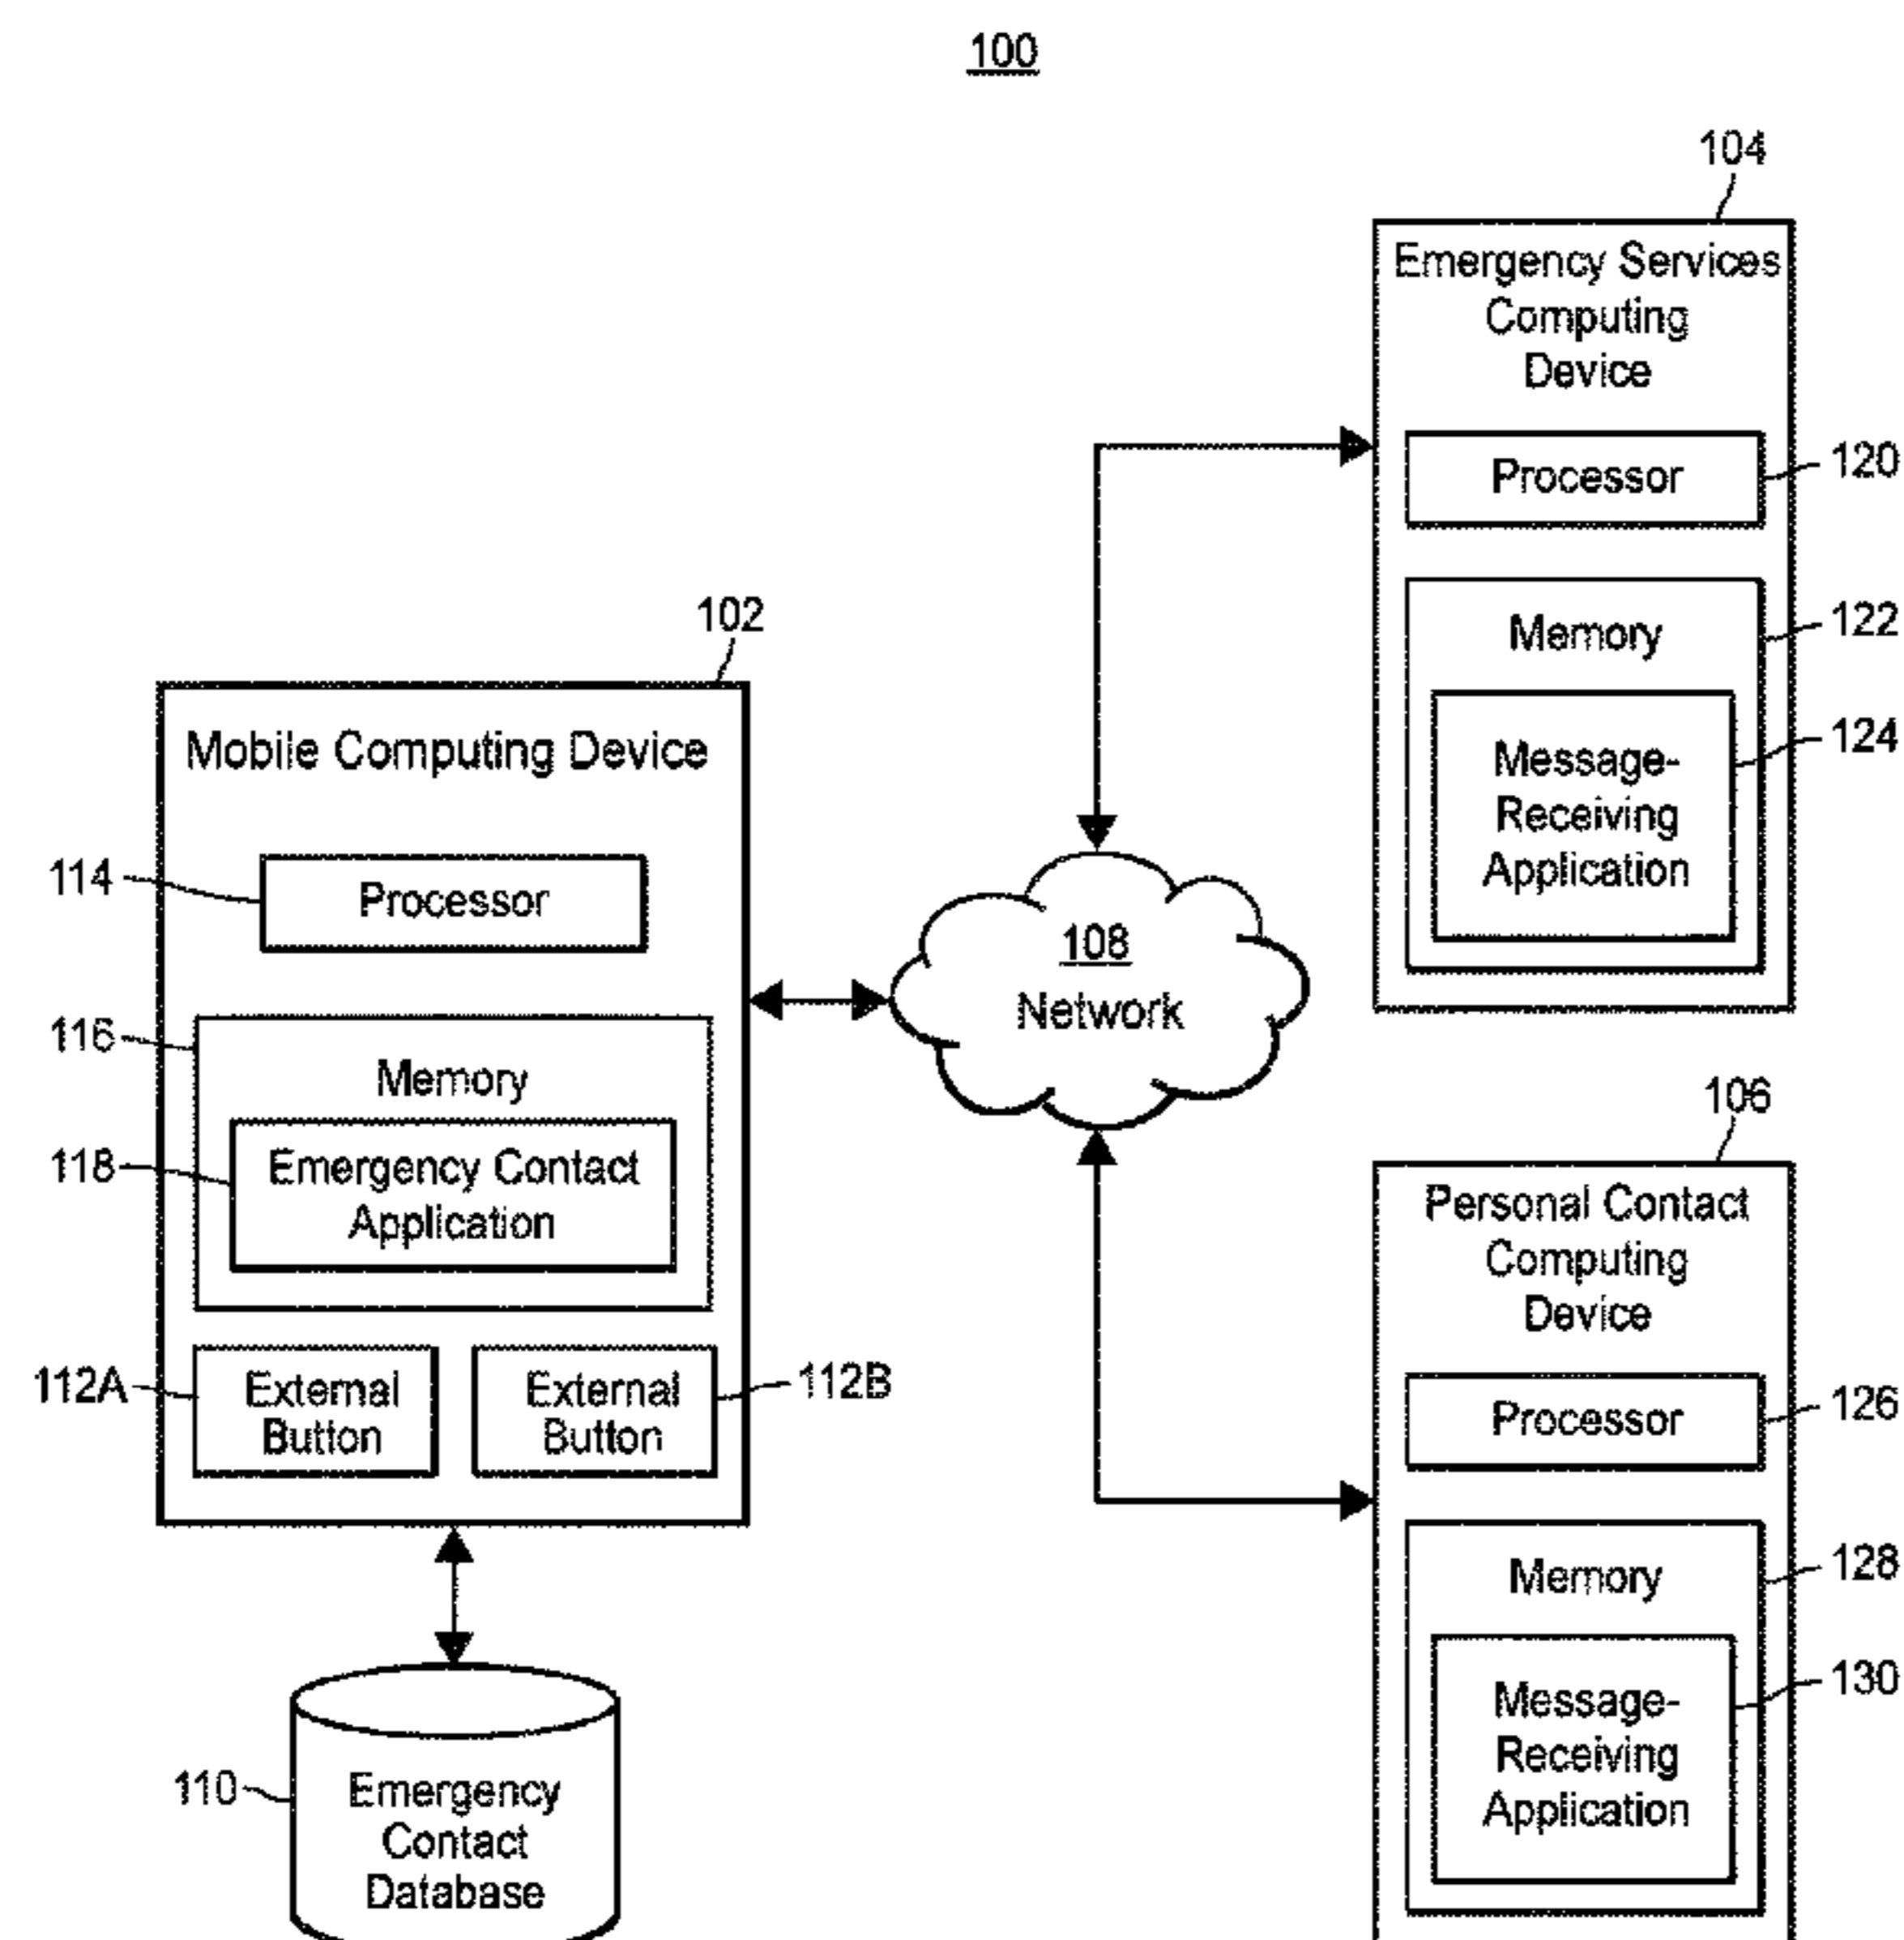 100
104
Emergency Services
Computing
Device
Processor
120
Memory
122
Message-
Receiving
Application
124
102
Mobile Computing Device
114
Processor
116
Memory
118
Emergency Contact
Application
112A
External
Button
External
Button
112B
108
Network
106
Personal Contact
Computing
Device
Processor
126
Memory
128
Message-
Receiving
Application
130
110
Emergency
Contact
Database